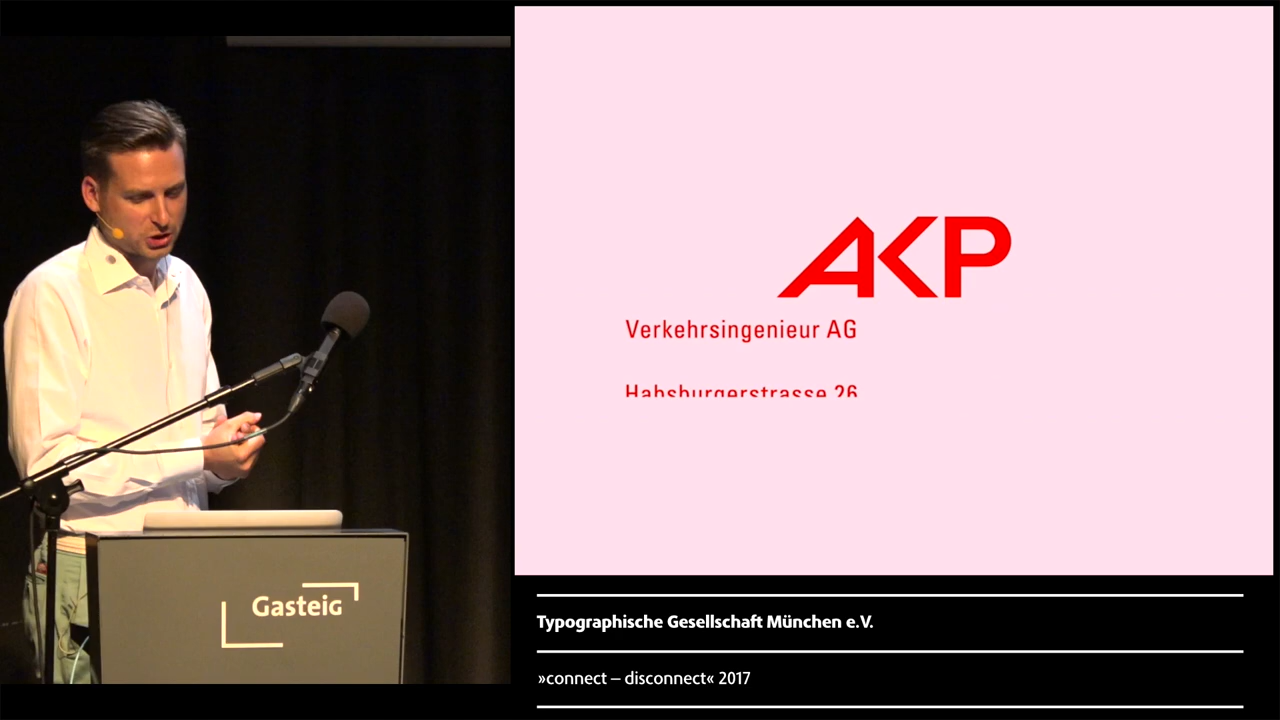 AKP
Verkehrsingenieur AG
Habsburgerstrasse 26
Gasteig
Typographische Gesellschaft München e.V.
»connect – disconnect« 2017